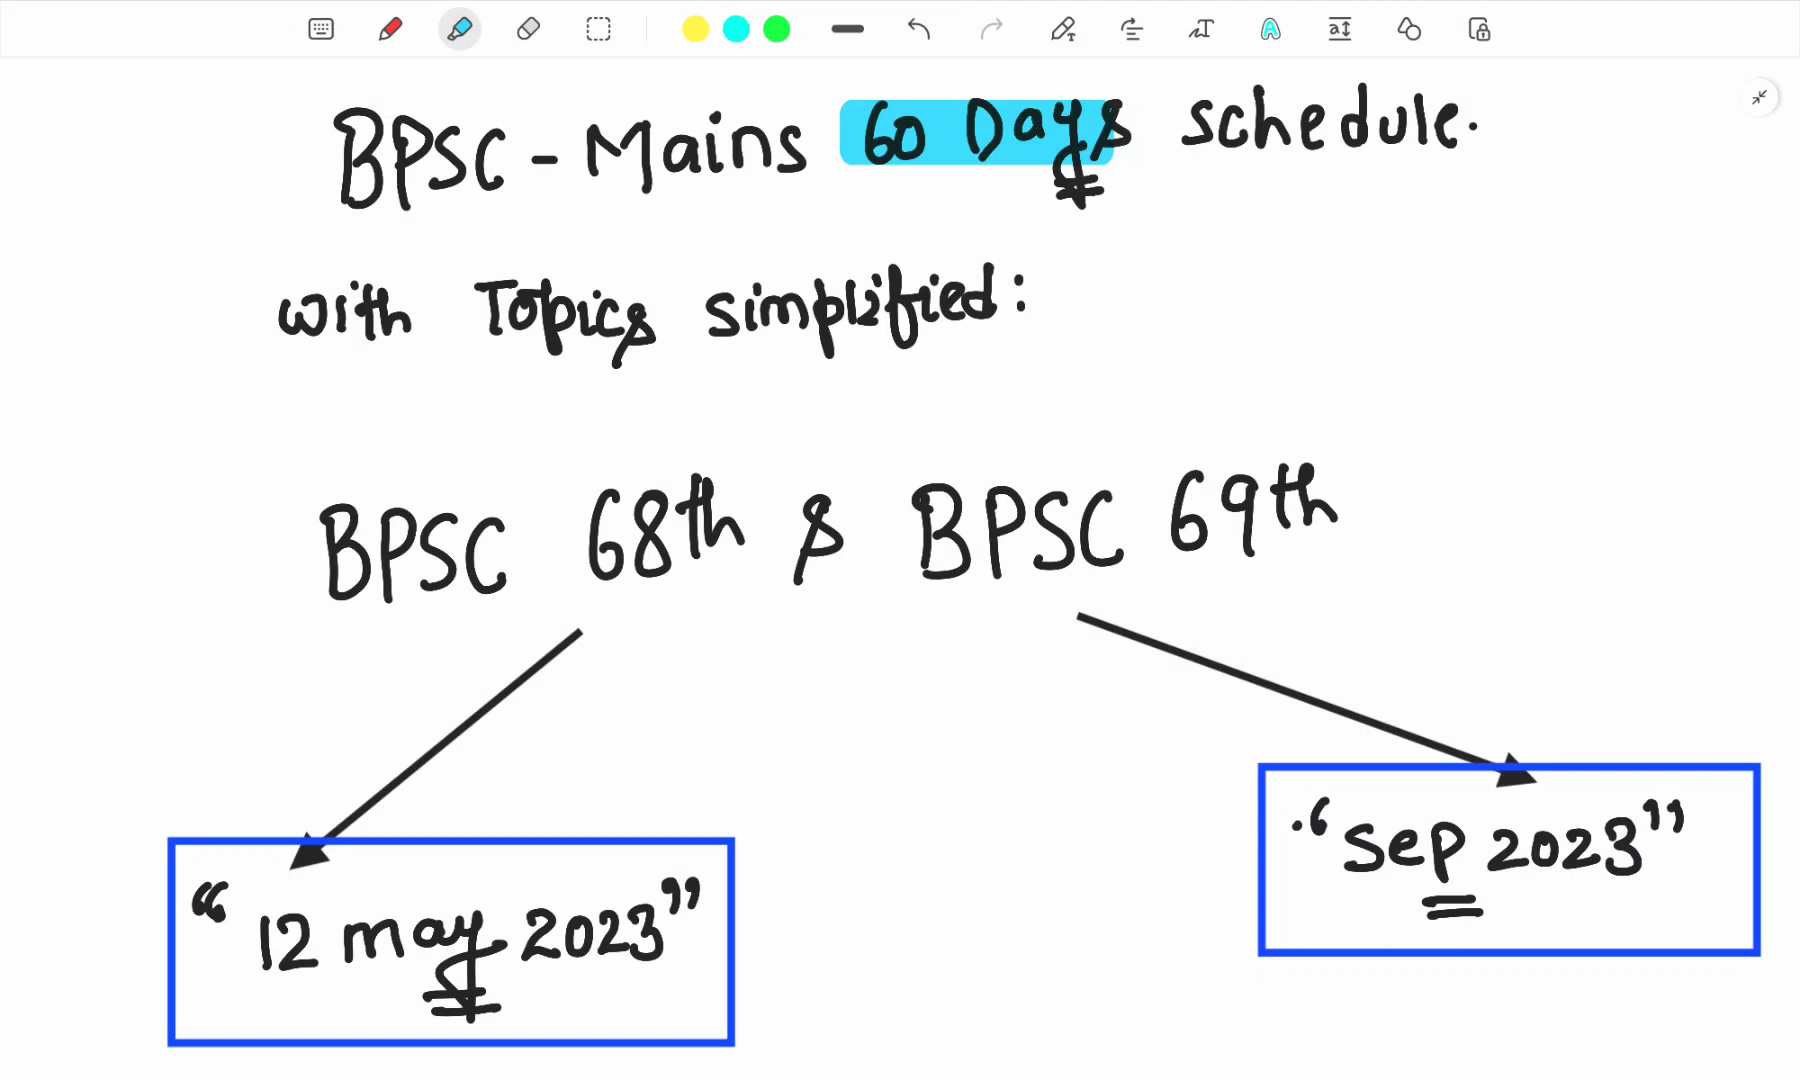 BPSC - Mains 60 Days schedule.
with Topics simplified:
BPSC 68th & BPSC 69th
"12 may 2023"
"Sep 2023"